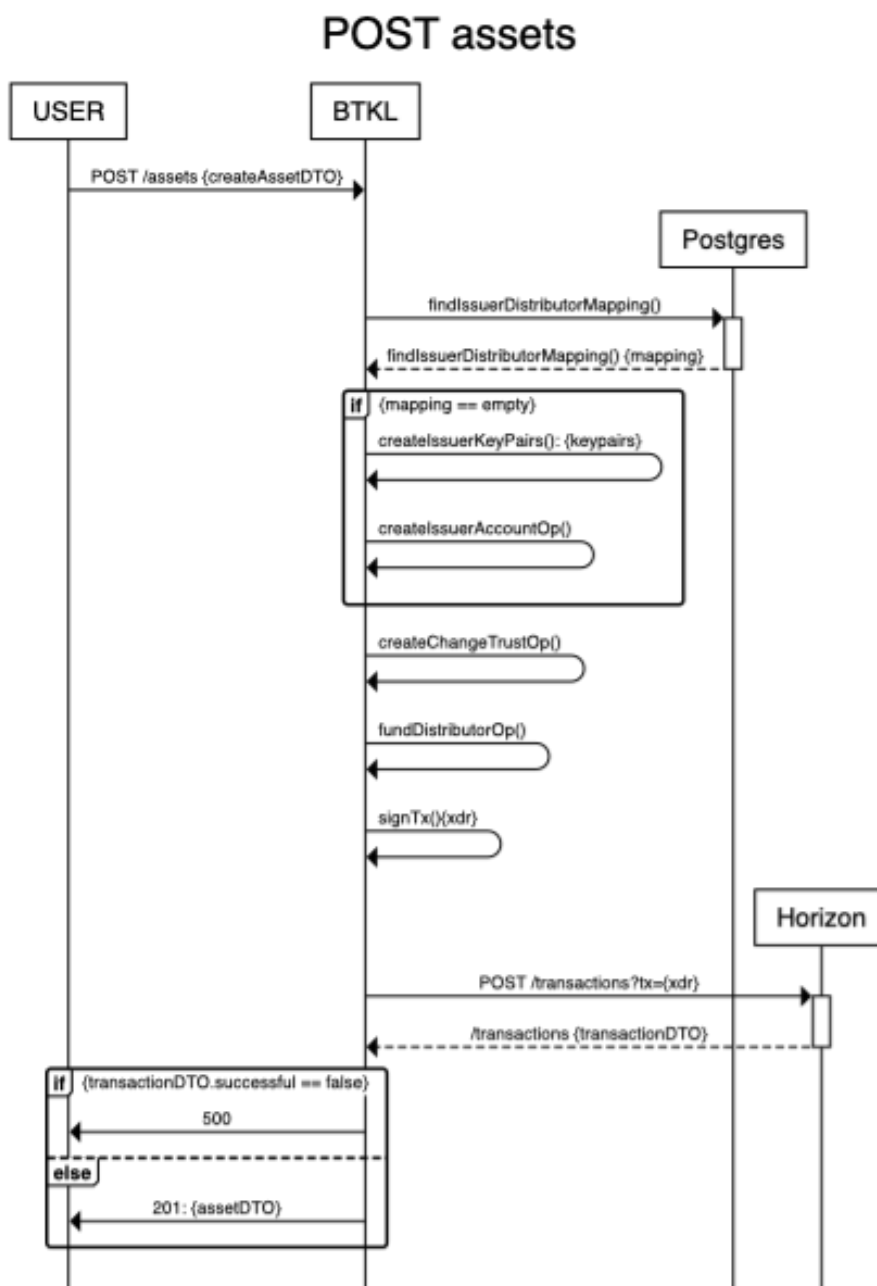 POST assets
USER
BTKL
POST /assets {createAssetDTO}
Postgres
findIssuerDistributorMapping()
findIssuerDistributorMapping() {mapping}
if {mapping == empty}
createIssuerKeyPairs(): {keypairs}
createIssuerAccountOp()
createChangeTrustOp()
fundDistributorOp()
signTx(){xdr}
Horizon
POST /transactions?tx={xdr}
/transactions {transactionDTO}
if {transactionDTO.successful == false}
500
else
201: {assetDTO}